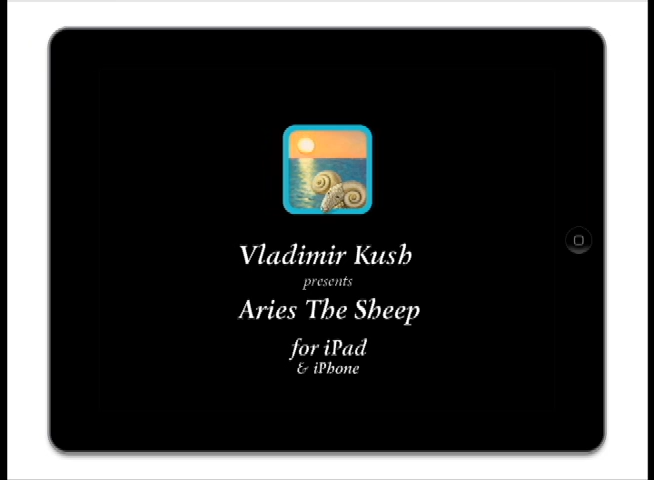 Vladimir Kush
presents
Aries The Sheep
for iPad
& iPhone